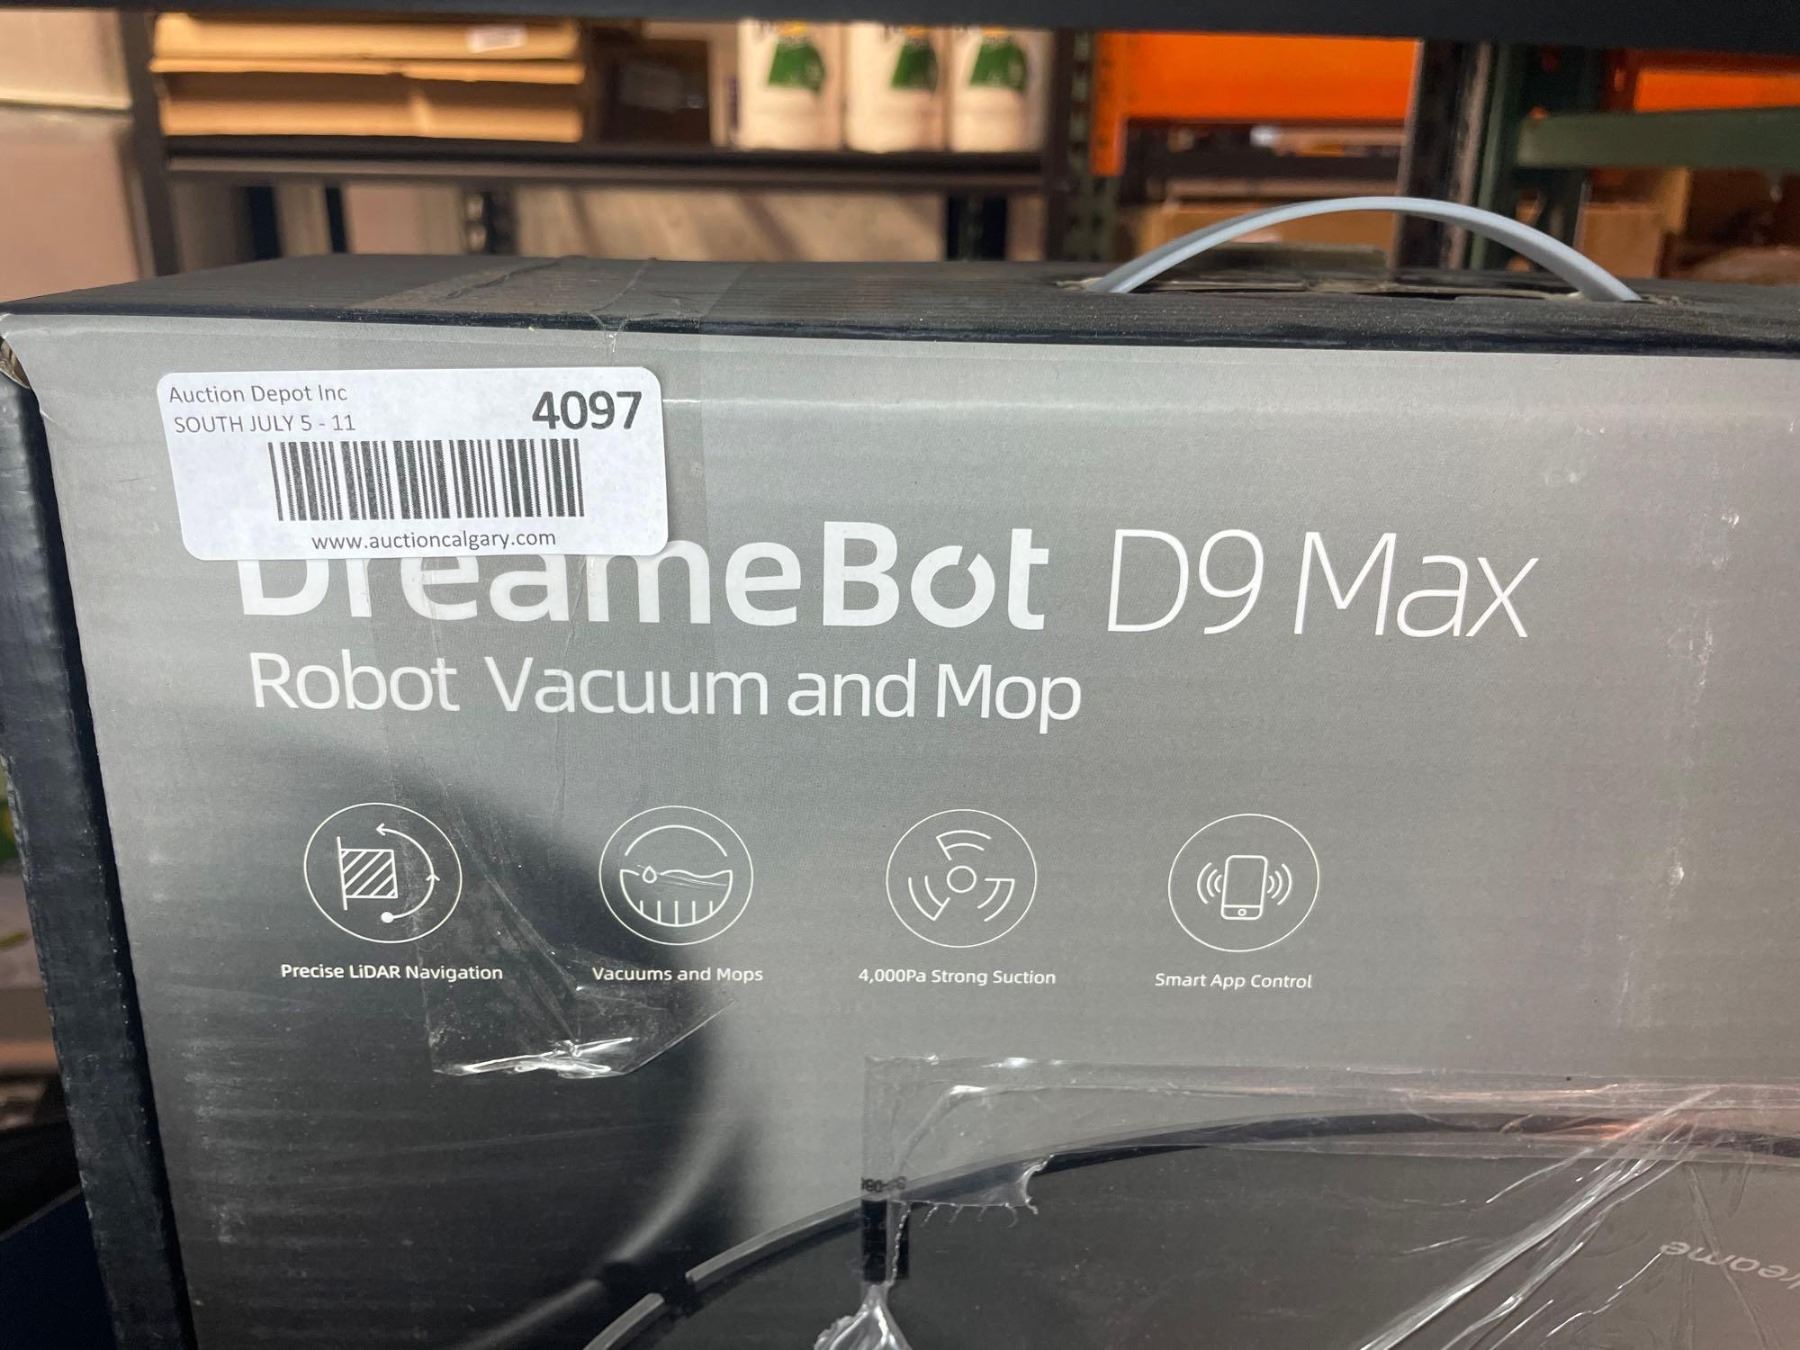 Auction Depot Inc
4097
SOUTH JULY 5 - 11
www.auctioncalgary.com
DreameBot D9 Max
Robot Vacuum and Mop
Precise LiDAR Navigation
Vacuums and Mops
4,000Pa Strong Suction
Smart App Control
dreame